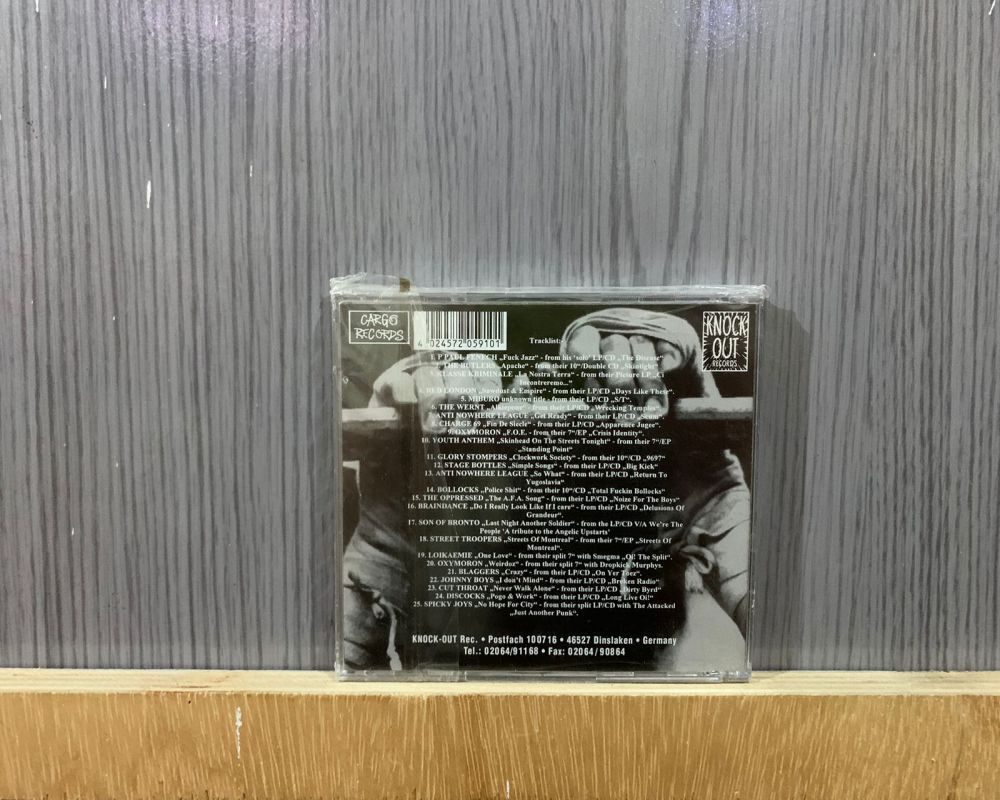 CARGO
RECORDS
4 024572 059101
KNOCK
OUT
RECORDS
Tracklist:
1. P PAUL FENECH „Fuck Jazz“ - from his 'solo' LP/CD „The Disease“
2. THE BUTLERS „Apache“ - from their 10“/Double CD „Skantight“
3. KLASSE KRIMINALE „La Nostra Terra“ - from their Picture LP „Ci
Incontreremo...“
4. RED LONDON „Sawdust & Empire“ - from their LP/CD „Days Like These“.
5. MIBURO unknown title - from their LP/CD „S/T“.
6. THE WERNT - from their LP/CD „Wrecking Temples“
7. ANTI NOWHERE LEAGUE „Get Ready“ - from their LP/CD „Scum“
8. CHARGE 69 „Fin De Siecle“ - from their LP/CD „Apparence Jugee“.
9. OXYMORON „F.O.E. - from their 7“/EP „Crisis Identity“.
10. YOUTH ANTHEM „Skinhead On The Streets Tonight“ - from their 7“/EP
„Standing Point“
11. GLORY STOMPERS „Clockwork Society“ - from their 10“/CD „9697“
12. STAGE BOTTLES „Simple Songs“ - from their LP/CD „Big Kick“
13. ANTI NOWHERE LEAGUE „So What“ - from their LP/CD „Return To
Yugoslavia“
14. BOLLOCKS „Police Shit“ - from their 10“/CD „Total Fuckin Bollocks“
15. THE OPPRESSED „The A.F.A. Song“ - from their LP/CD „Noize For The Boys“
16. BRAINDANCE „Do I Really Look Like If I care“ - from their LP/CD „Delusions Of
Grandeur“.
17. SON OF BRONTO „Last Night Another Soldier“ - from the LP/CD V/A We're The
People 'A tribute to the Angelic Upstarts'
18. STREET TROOPERS „Streets Of Montreal“ - from their 7“/EP „Streets Of
Montreal“.
19. LOIKAEMIE „One Love“ - from their split 7“ with Smegma „Oi! The Split“.
20. OXYMORON „Weirdoz“ - from their split 7“ with Dropkick Murphys.
21. BLAGGERS „Crazy“ - from their LP/CD „On Yer Toez“.
22. JOHNNY BOYS „I don't Mind“ - from their LP/CD „Broken Radio“
23. CUT THROAT „Never Walk Alone“ - from their LP/CD „Dirty Byrd“
24. DISCOCKS „Pogo & Work“ - from their LP/CD „Long Live Oi!“
25. SPICKY JOYS „No Hope For City“ - from their split LP/CD with The Attacked
„Just Another Punk“.
KNOCK-OUT Rec. • Postfach 100716 • 46527 Dinslaken • Germany
Tel.: 02064/91168 • Fax: 02064/90864